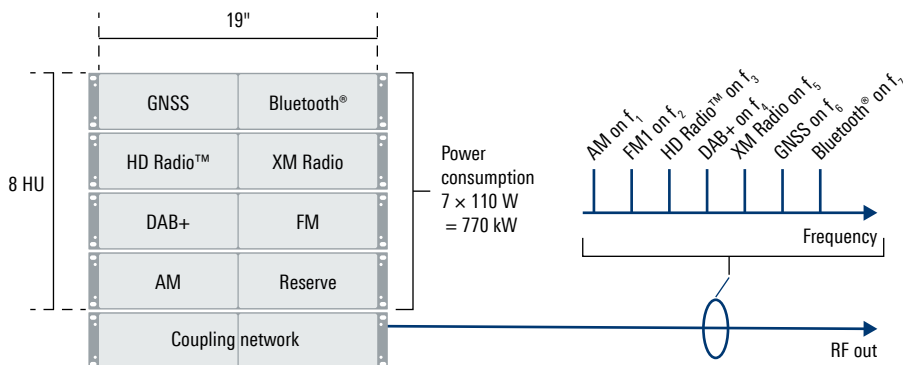 19"
GNSS
Bluetooth®
HD Radio™
XM Radio
8 HU
DAB+
FM
AM
Reserve
Coupling network
Power
consumption
7 × 110 W
= 770 kW
AM on f₁
FM1 on f₂
HD Radio™ on f₃
DAB+ on f₄
XM Radio on f₅
GNSS on f₆
Bluetooth® on f₇
Frequency
RF out